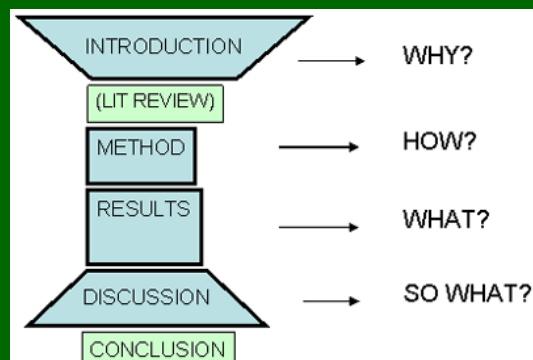 INTRODUCTION WHY?
(LIT REVIEW)
METHOD HOW?
RESULTS WHAT?
DISCUSSION SO WHAT?
CONCLUSION